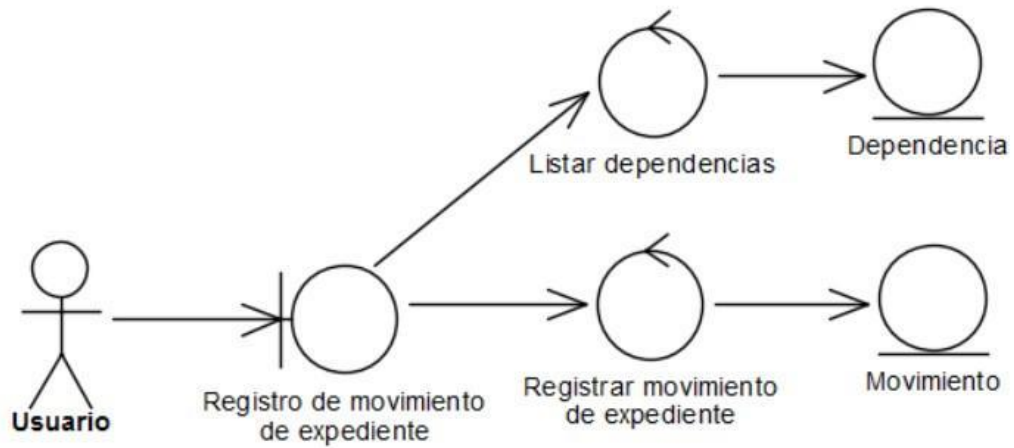 Listar dependencias
Dependencia
Usuario
Registro de movimiento
de expediente
Registrar movimiento
de expediente
Movimiento